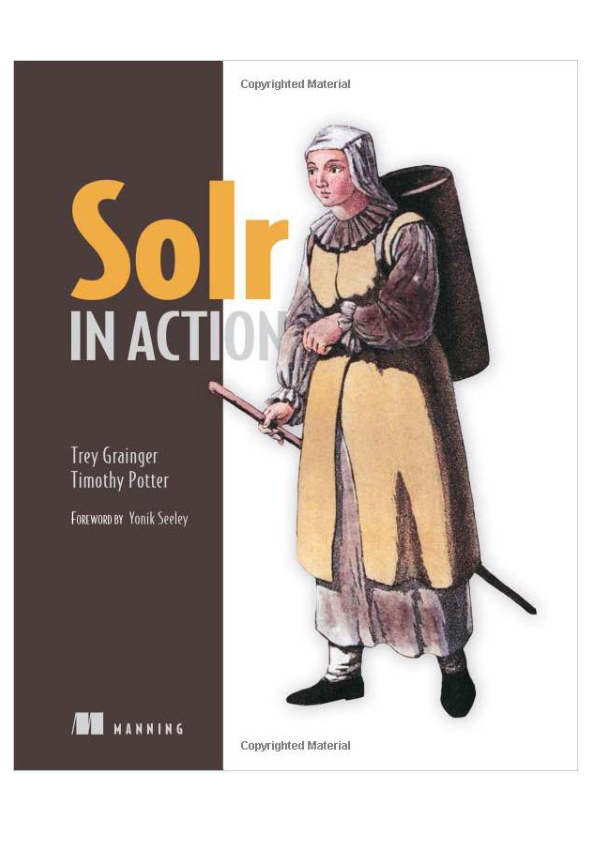 Copyrighted Material
Solr
IN ACTION
Trey Grainger
Timothy Potter
FOREWORD BY Yonik Seeley
MANNING
Copyrighted Material